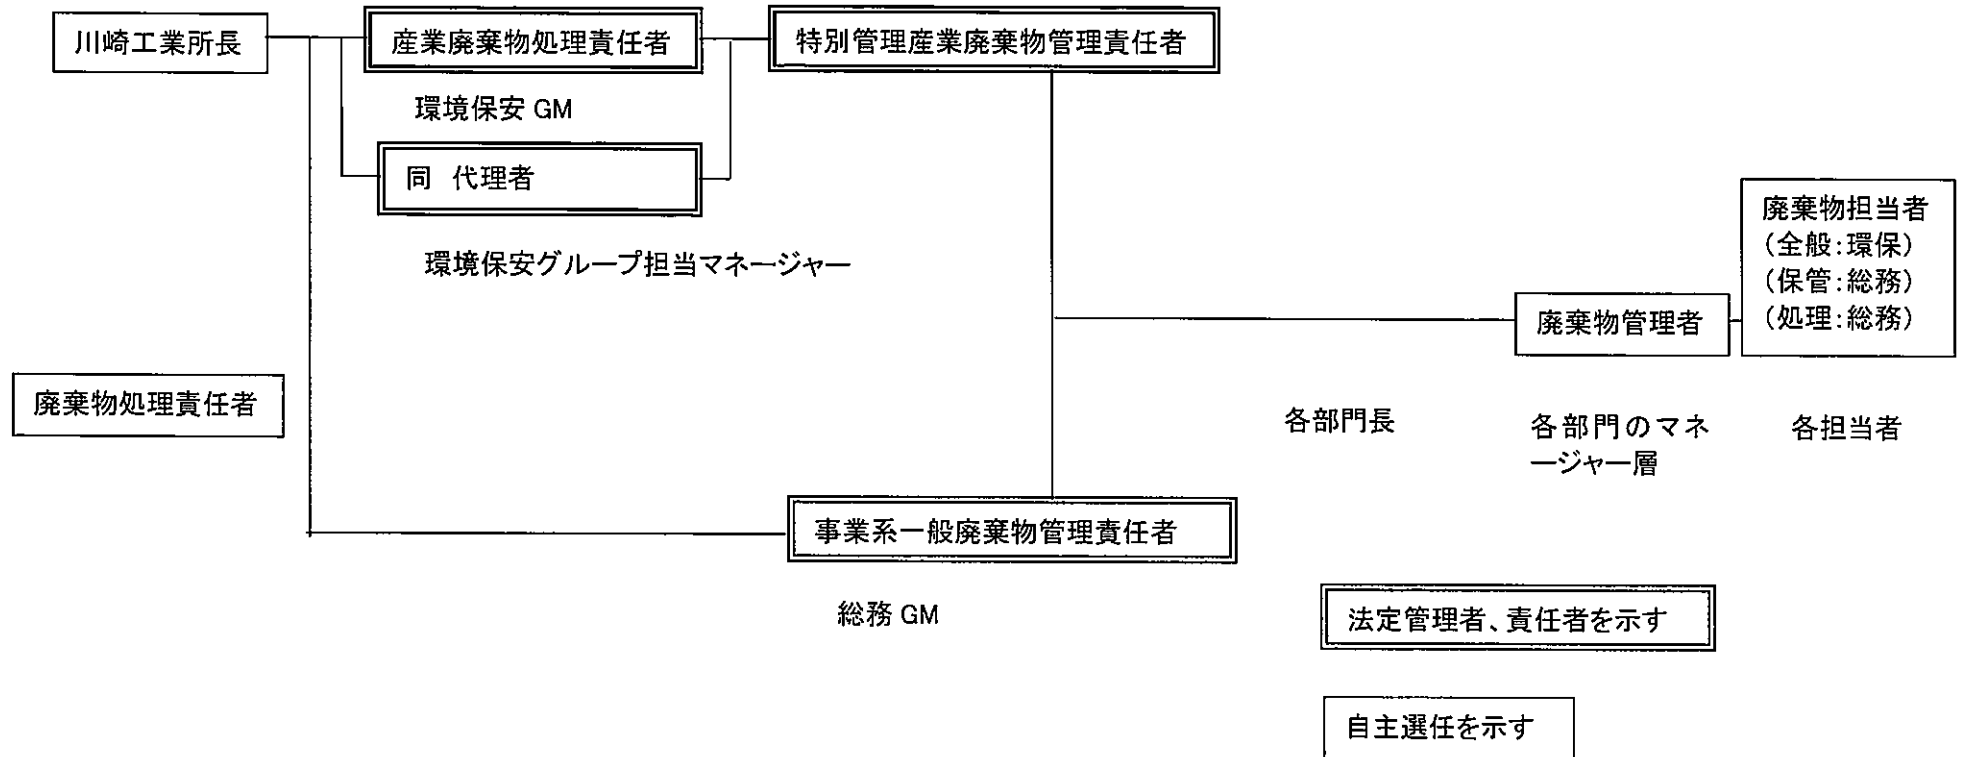 川崎工業所長
産業廃棄物処理責任者
特別管理産業廃棄物管理責任者
環境保安 GM
同 代理者
環境保安グループ担当マネージャー
廃棄物担当者
(全般:環保)
(保管:総務)
(処理:総務)
廃棄物管理者
廃棄物処理責任者
各部門長
各部門のマネ
ージャー層
各担当者
事業系一般廃棄物管理責任者
総務 GM
法定管理者、責任者を示す
自主選任を示す